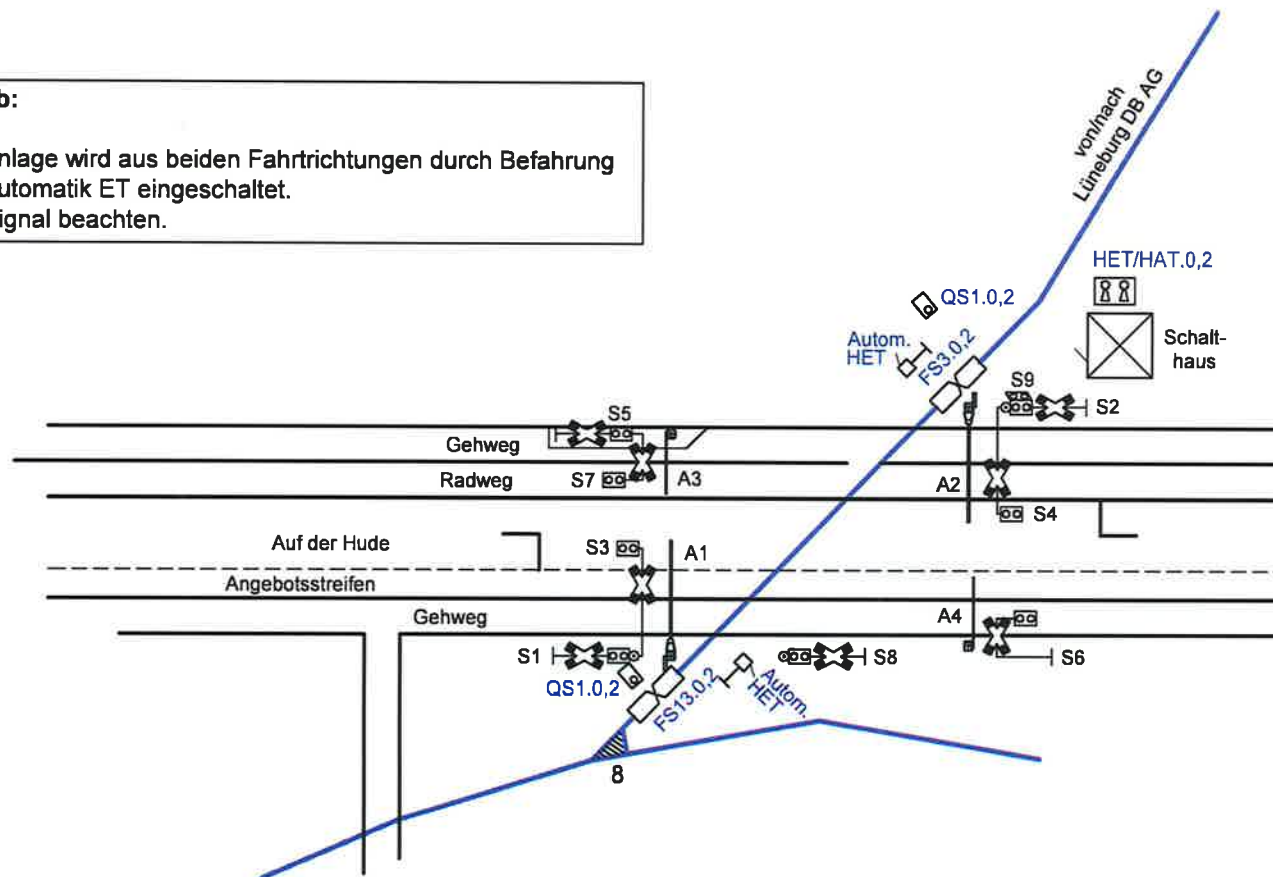 b:
nlage wird aus beiden Fahrtrichtungen durch Befahrung
utomatik ET eingeschaltet.
ignal beachten.
von/nach
Lüneburg DB AG
HET/HAT.0,2
QS1.0,2
Autom.
HET
FS3.0,2
Schalt-
haus
S9
S2
S5
Gehweg
Radweg
S7
A3
A2
S4
Auf der Hude
S3
A1
Angebotsstreifen
Gehweg
A4
S1
S8
S6
QS1.0,2
FS13.0,2
Autom.
HET
8